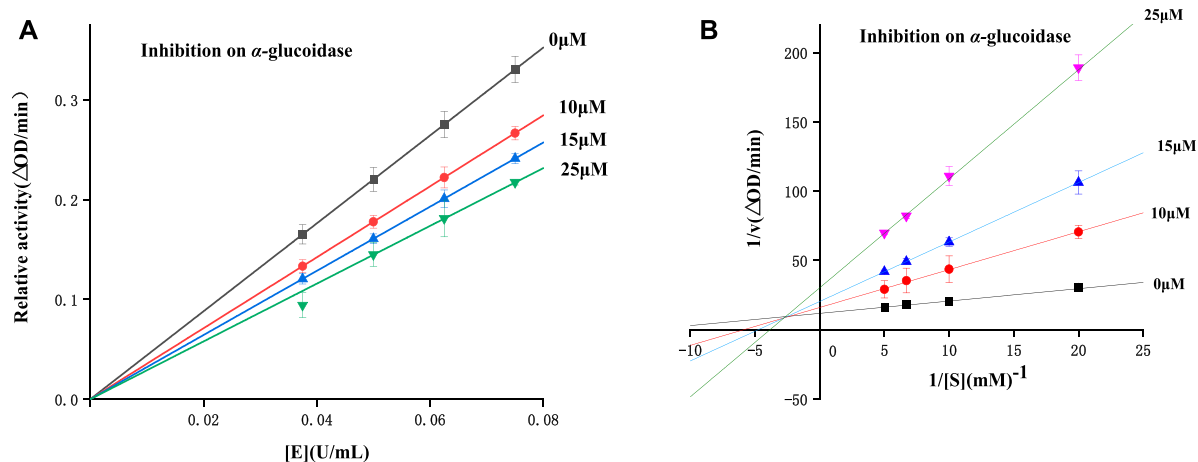 A
Inhibition on α-glucoidase
0μM
10μM
15μM
25μM
Relative activity(△OD/min)
0.3
0.2
0.1
0.0
0.02
0.04
0.06
0.08
[E](U/mL)
B
Inhibition on α-glucoidase
25μM
15μM
10μM
0μM
1/v(△OD/min)
200
150
100
50
-50
-10
-5
0
5
10
15
20
25
1/[S](mM)-1